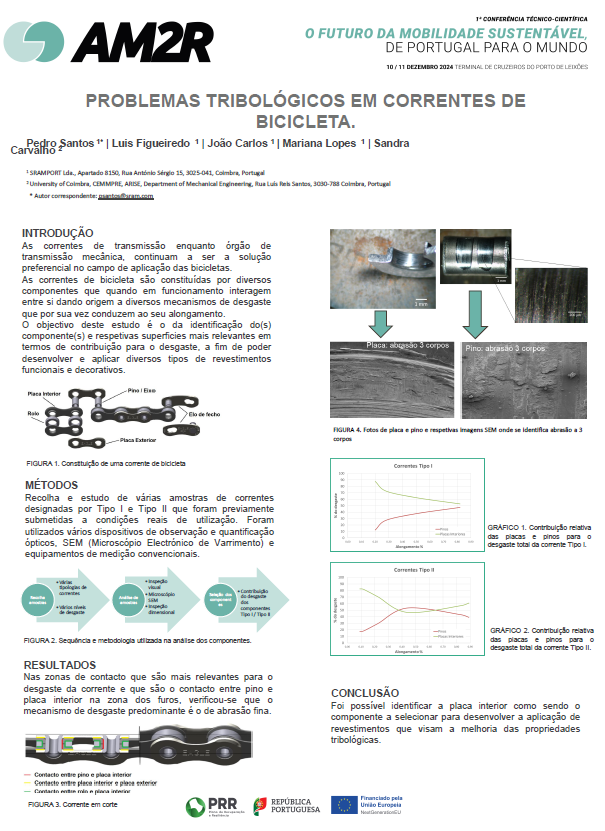 AM2R
1ª CONFERÊNCIA TÉCNICO-CIENTÍFICA
O FUTURO DA MOBILIDADE SUSTENTÁVEL,
DE PORTUGAL PARA O MUNDO
10 / 11 DEZEMBRO 2024 TERMINAL DE CRUZEIROS DO PORTO DE LEIXÕES
PROBLEMAS TRIBOLÓGICOS EM CORRENTES DE
BICICLETA.
Pedro Santos ¹* | Luis Figueiredo ¹ | João Carlos ¹ | Mariana Lopes ¹ | Sandra
Carvalho ²
¹ SRAMPORT Lda., Apartado 8150, Rua António Sérgio 15, 3025-041, Coimbra, Portugal
² University of Coimbra, CEMMPRE, ARISE, Department of Mechanical Engineering, Rua Luís Reis Santos, 3030-788 Coimbra, Portugal
* Autor correspondente: psantos@sram.com
INTRODUÇÃO
As correntes de transmissão enquanto órgão de
transmissão mecânica, continuam a ser a solução
preferencial no campo de aplicação das bicicletas.
As correntes de bicicleta são constituídas por diversos
componentes que quando em funcionamento interagem
entre si dando origem a diversos mecanismos de desgaste
que por sua vez conduzem ao seu alongamento.
O objectivo deste estudo é o da identificação do(s)
componente(s) e respetivas superfícies mais relevantes em
termos de contribuição para o desgaste, a fim de poder
desenvolver e aplicar diversos tipos de revestimentos
funcionais e decorativos.
Placa Interior
Pino / Eixo
Rolo
Elo de fecho
Placa Exterior
FIGURA 1. Constituição de uma corrente de bicicleta
MÉTODOS
Recolha e estudo de várias amostras de correntes
designadas por Tipo I e Tipo II que foram previamente
submetidas a condições reais de utilização. Foram
utilizados vários dispositivos de observação e quantificação
ópticos, SEM (Microscópio Electrónico de Varrimento) e
equipamentos de medição convencionais.
Recolha
amostras
• Várias
tipologias de
correntes
• Vários níveis
de desgaste
Análise de
amostras
• Inspeção
visual
• Microscópio
SEM
• Inspeção
dimensional
Seleção dos
component
es
• Contribuição
do desgaste
dos
componentes
Tipo I / Tipo II
FIGURA 2. Sequência e metodologia utilizada na análise dos componentes.
RESULTADOS
Nas zonas de contacto que são mais relevantes para o
desgaste da corrente e que são o contacto entre pino e
placa interior na zona dos furos, verificou-se que o
mecanismo de desgaste predominante é o de abrasão fina.
Contacto entre pino e placa interior
Contacto entre placa interior e placa exterior
Contacto entre rolo e placa interior
FIGURA 3. Corrente em corte
1 mm
1 mm
Placa: abrasão 3 corpos
Pino: abrasão 3 corpos
FIGURA 4. Fotos de placa e pino e respetivas imagens SEM onde se identifica abrasão a 3
corpos
Correntes Tipo I
% de desgaste
Alongamento %
Pinos
Placas Interiores
GRÁFICO 1. Contribuição relativa
das placas e pinos para o
desgaste total da corrente Tipo I.
Correntes Tipo II
% de desgaste
Alongamento %
Pinos
Placas Interiores
GRÁFICO 2. Contribuição relativa
das placas e pinos para o
desgaste total da corrente Tipo II.
CONCLUSÃO
Foi possível identificar a placa interior como sendo o
componente a selecionar para desenvolver a aplicação de
revestimentos que visam a melhoria das propriedades
tribológicas.
PRR
Plano de Recuperação
e Resiliência
REPÚBLICA
PORTUGUESA
Financiado pela
União Europeia
NextGenerationEU